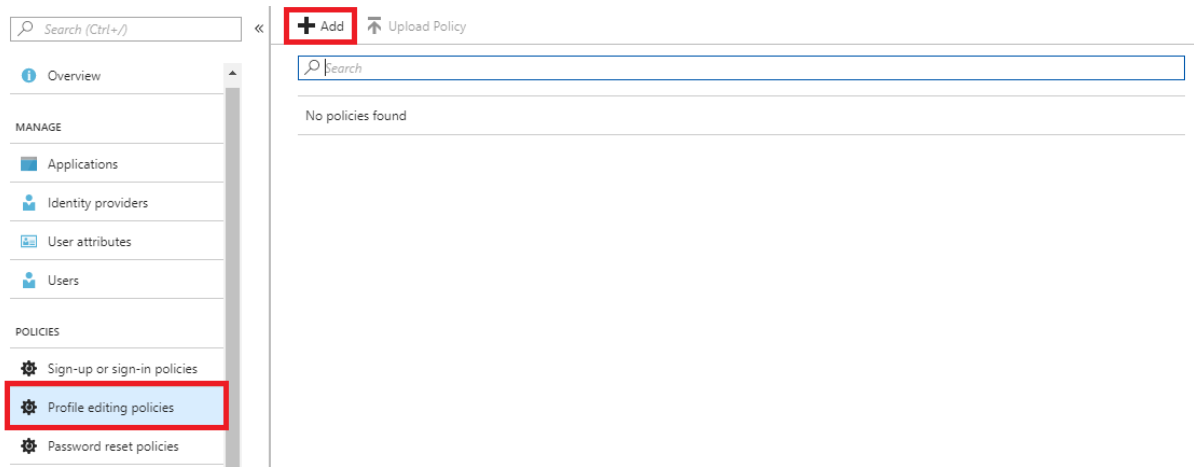 Search (Ctrl+/)
«
Overview
MANAGE
Applications
Identity providers
User attributes
Users
POLICIES
Sign-up or sign-in policies
Profile editing policies
Password reset policies
Add
Upload Policy
Search
No policies found